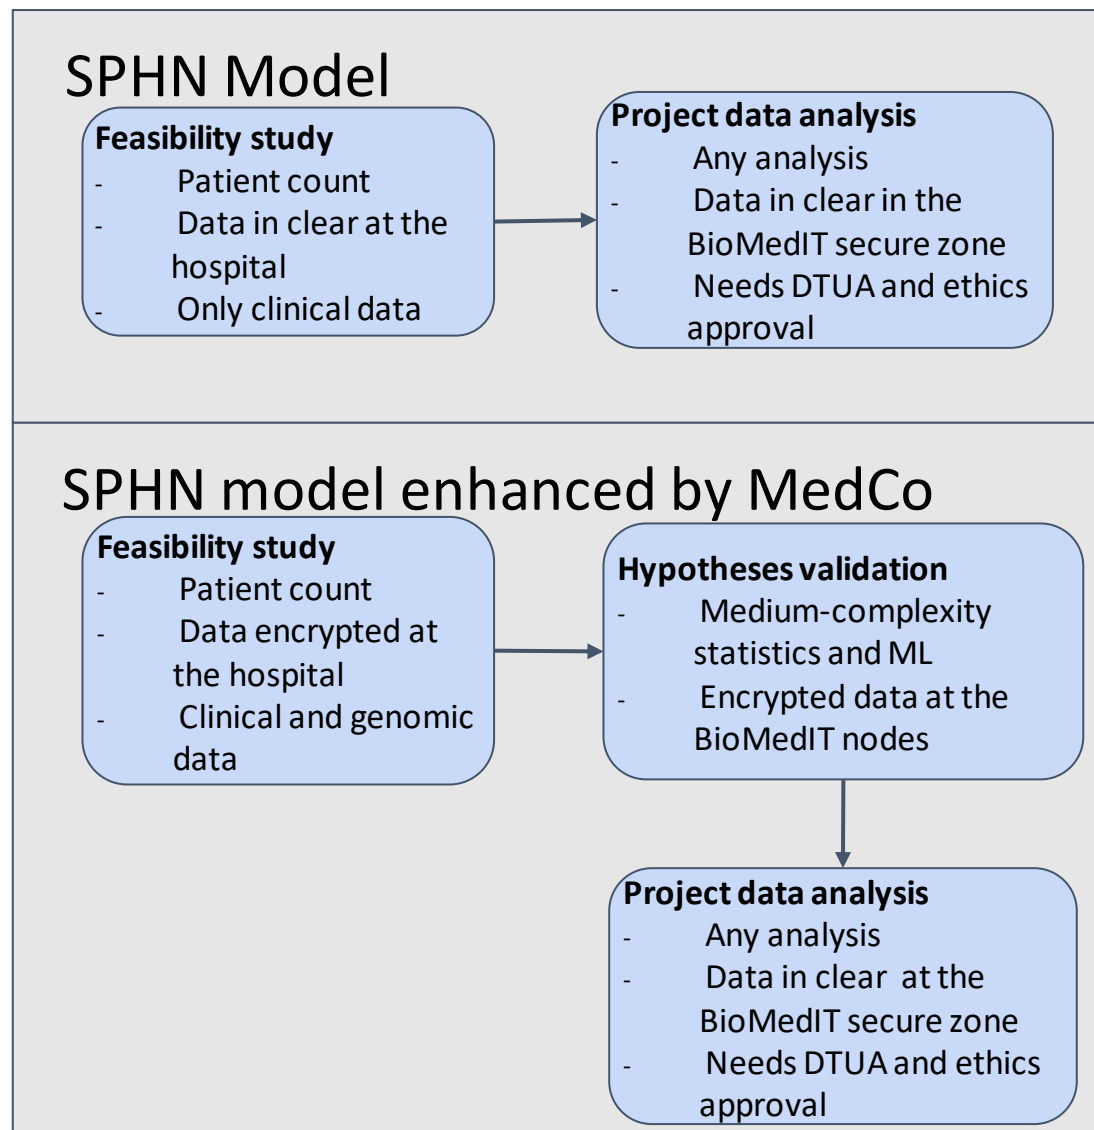 SPHN Model
Feasibility study
- Patient count
- Data in clear at the
hospital
- Only clinical data
Project data analysis
- Any analysis
- Data in clear in the
BioMedIT secure zone
- Needs DTUA and ethics
approval
SPHN model enhanced by MedCo
Feasibility study
- Patient count
- Data encrypted at
the hospital
- Clinical and genomic
data
Hypotheses validation
- Medium-complexity
statistics and ML
- Encrypted data at the
BioMedIT nodes
Project data analysis
- Any analysis
- Data in clear at the
BioMedIT secure zone
- Needs DTUA and ethics
approval